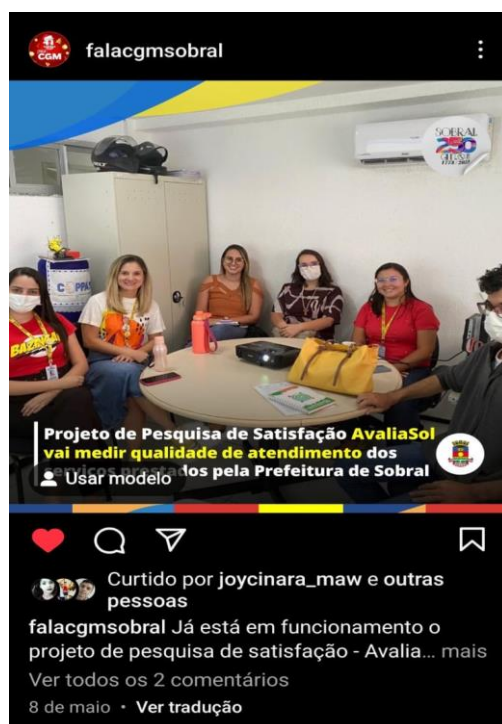 CGM
falacgmsobral
SOBRAL
250
Projeto de Pesquisa de Satisfação AvaliaSol
vai medir qualidade de atendimento dos
serviços prestados pela Prefeitura de Sobral
Usar modelo
Curtido por joycinara_maw e outras
pessoas
falacgmsobral Já está em funcionamento o
projeto de pesquisa de satisfação - Avalia... mais
Ver todos os 2 comentários
8 de maio • Ver tradução